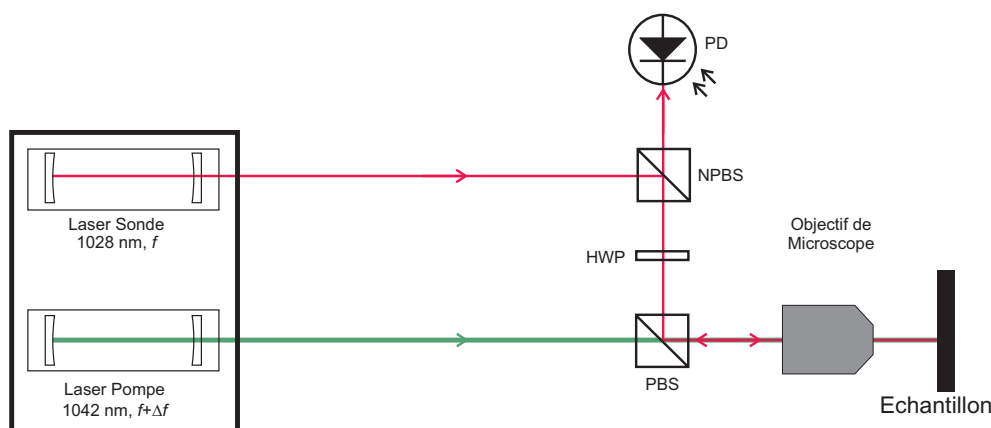 PD
NPBS
Laser Sonde
1028 nm, f
Objectif de
Microscope
HWP
PBS
Laser Pompe
1042 nm, f+Δf
Echantillon